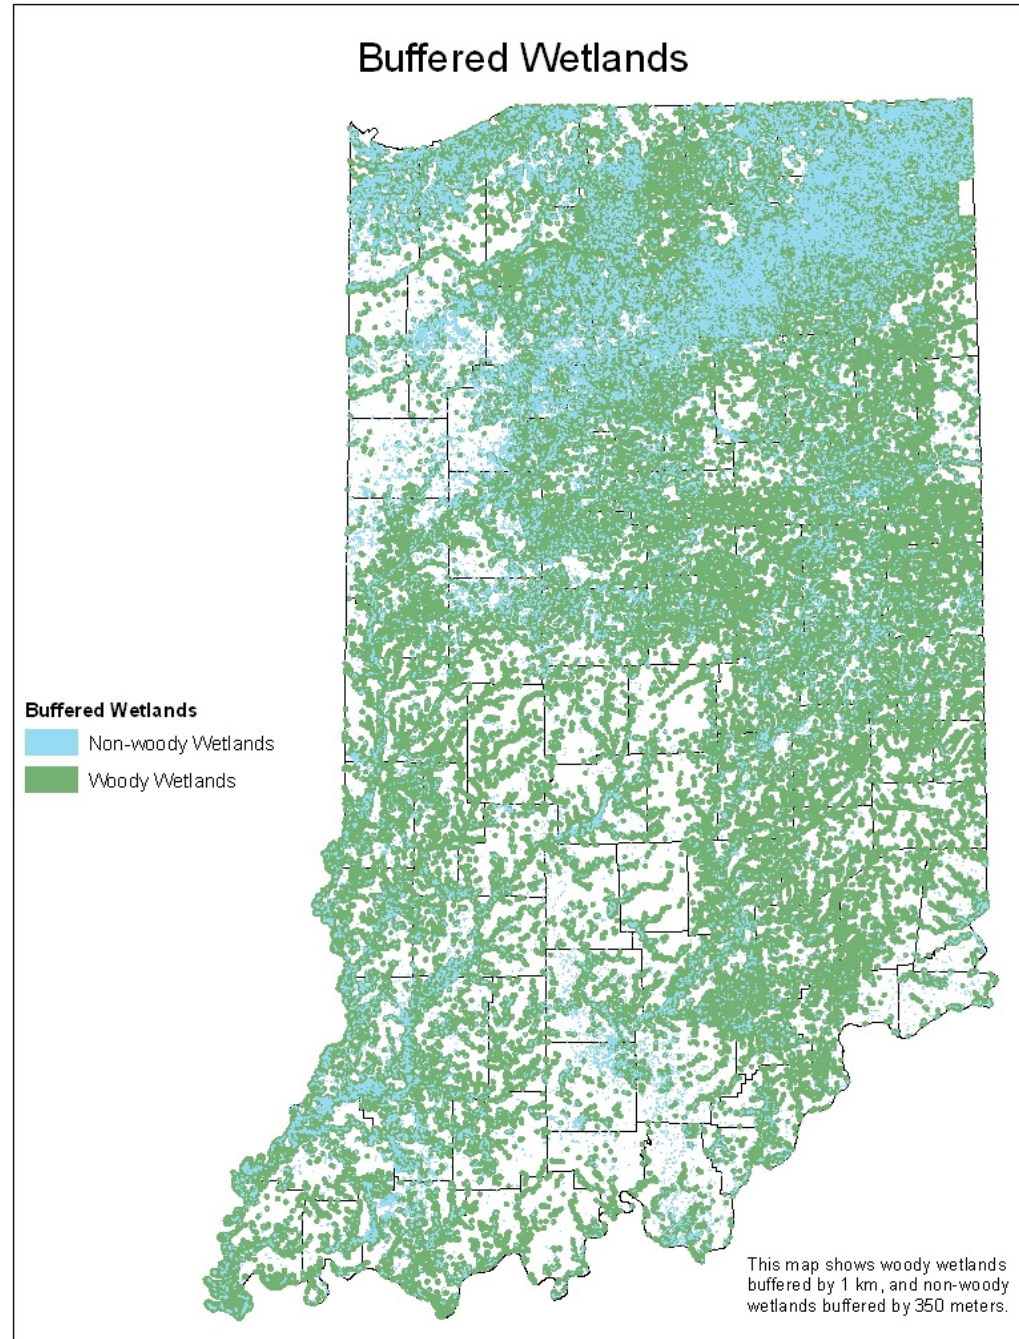 Buffered Wetlands
Buffered Wetlands
Non-woody Wetlands
Woody Wetlands
This map shows woody wetlands
buffered by 1 km, and non-woody
wetlands buffered by 350 meters.